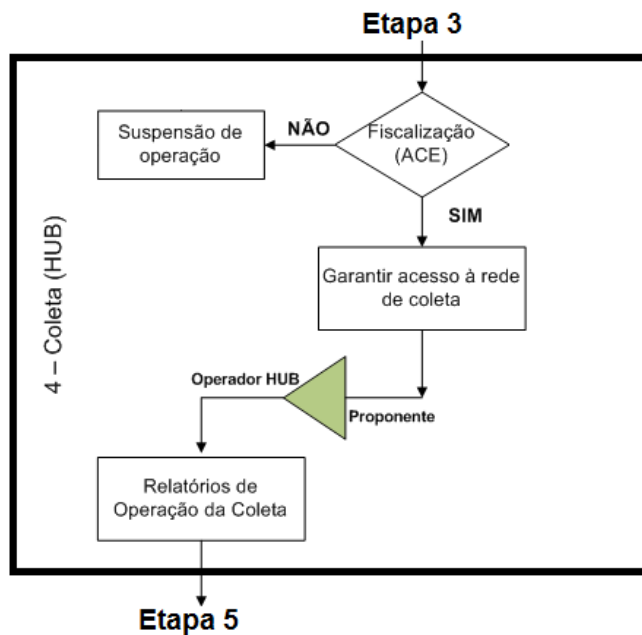 Etapa 3
Fiscalização
(ACE)
NÃO
Suspensão de
operação
SIM
Garantir acesso à rede
de coleta
4 – Coleta (HUB)
Operador HUB
Proponente
Relatórios de
Operação da Coleta
Etapa 5